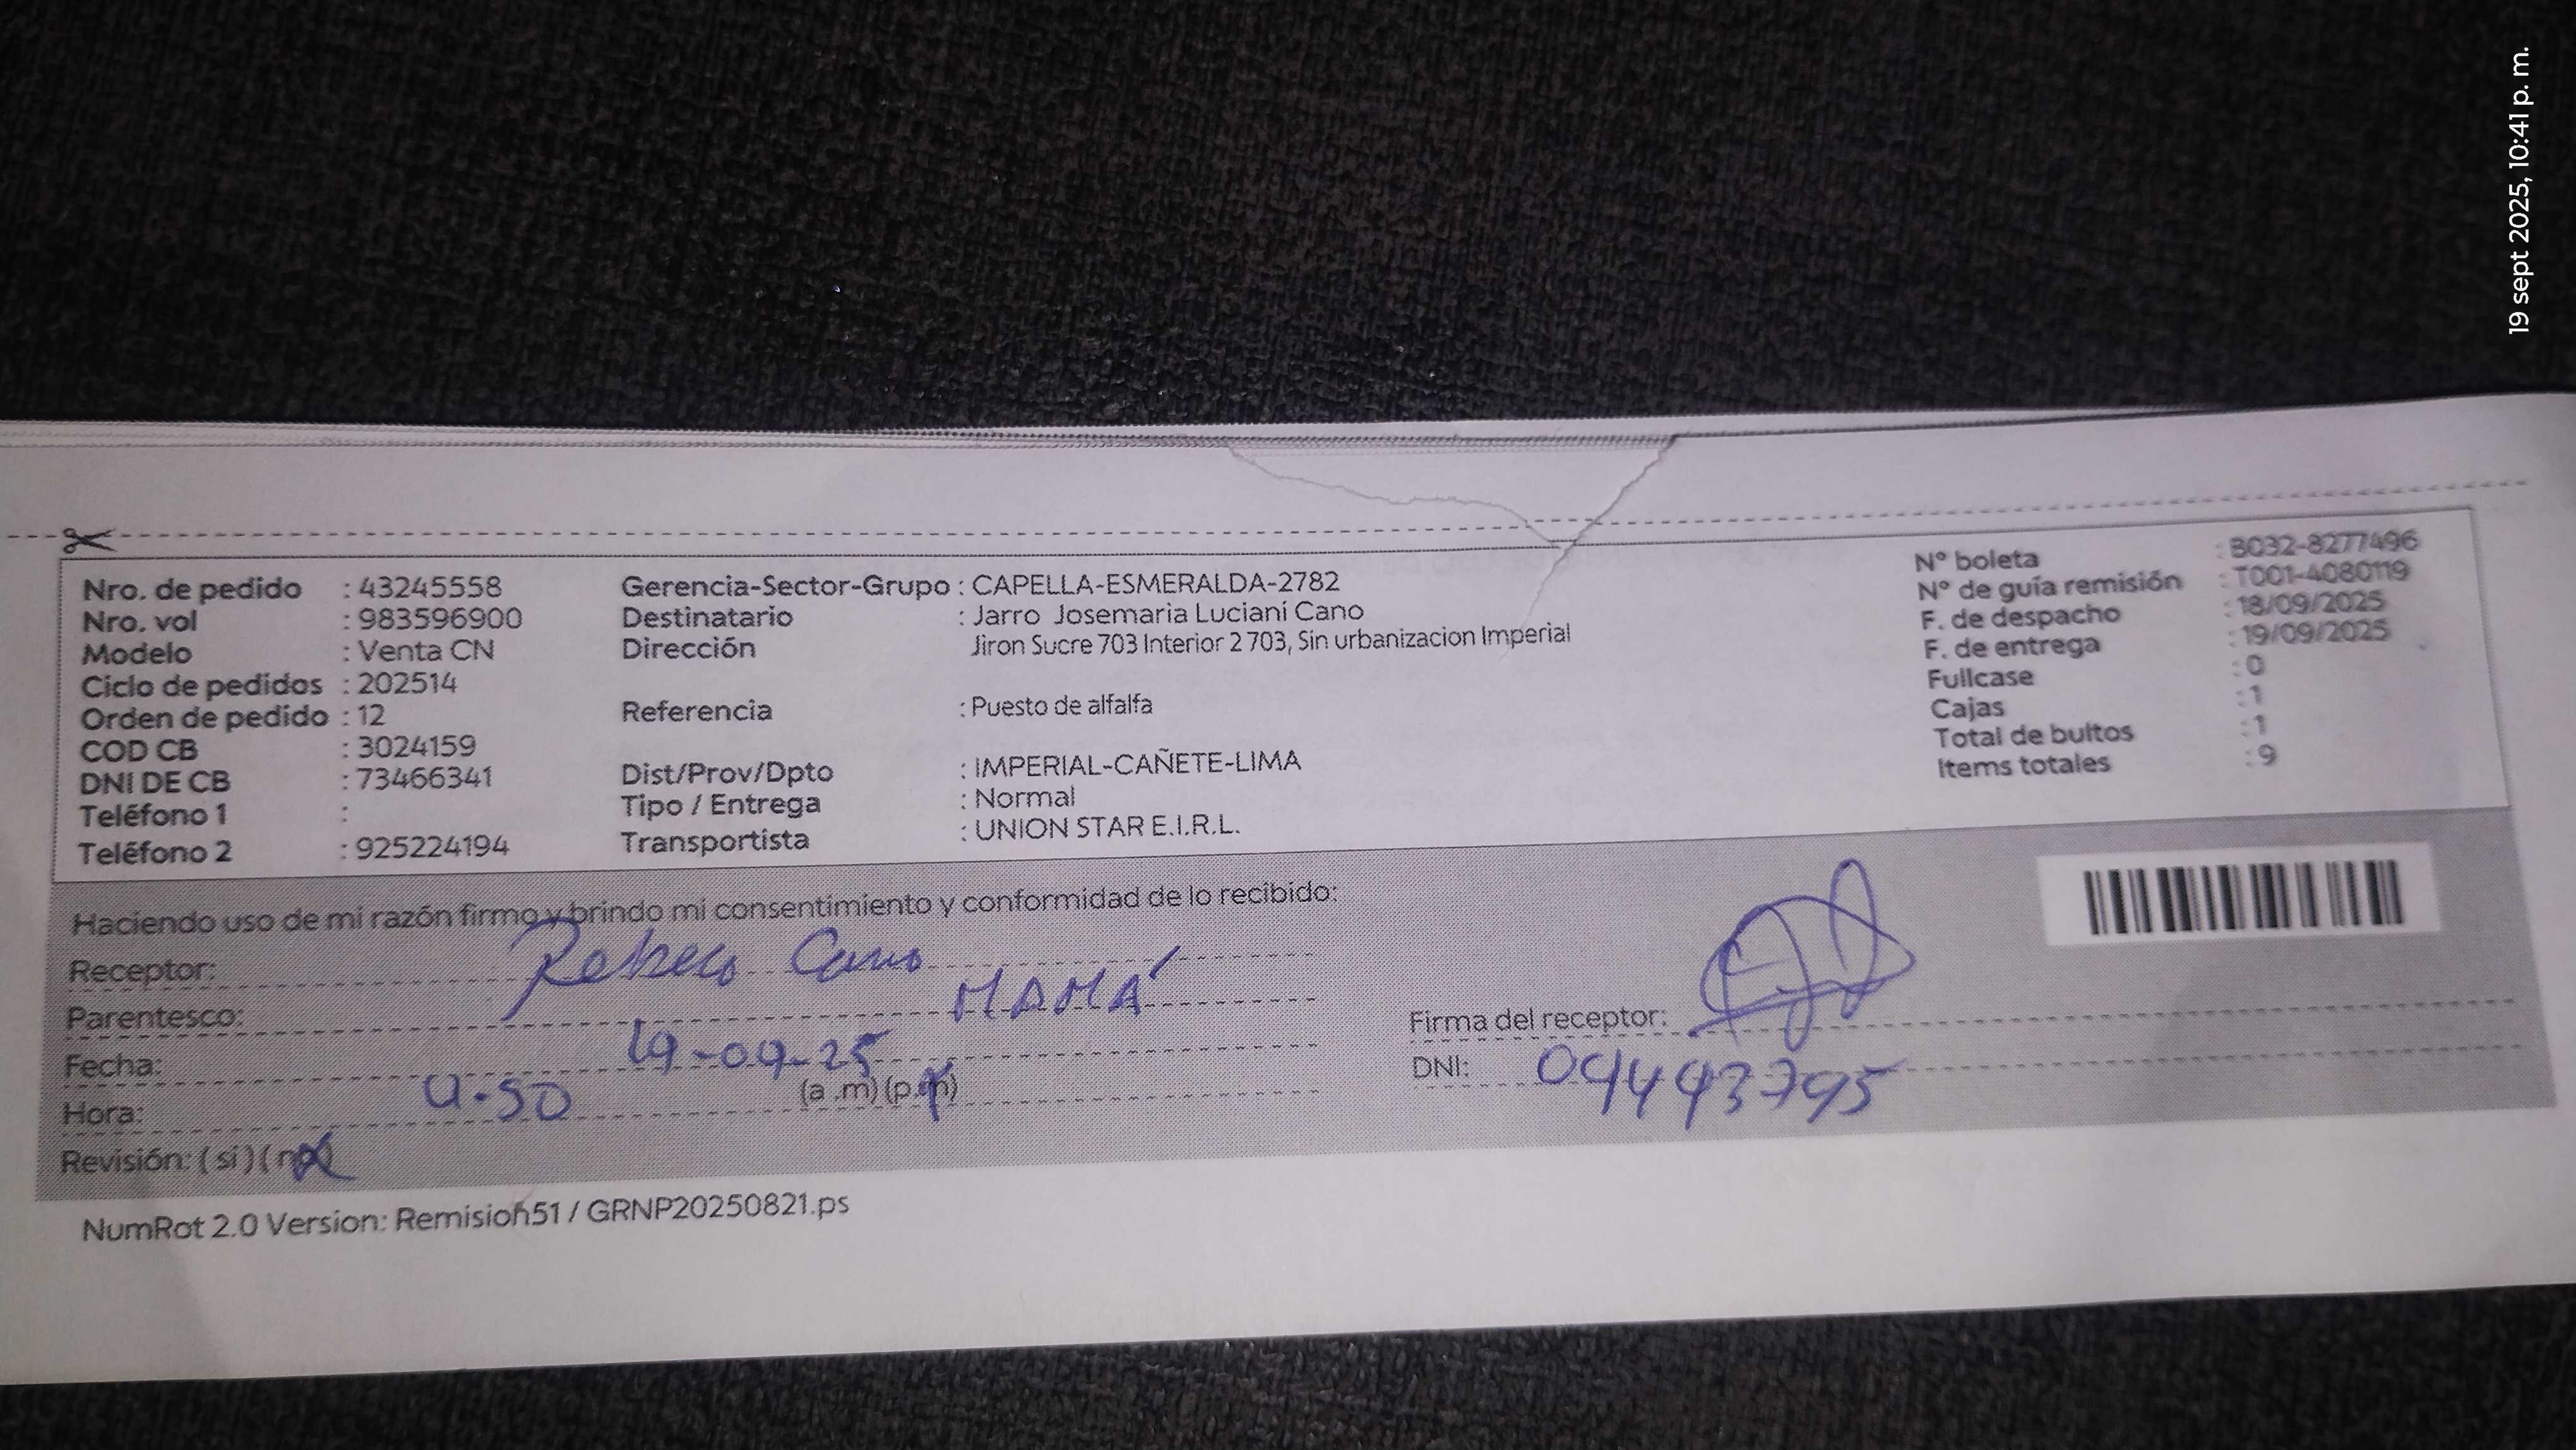 19 sept 2025, 10:41 p. m.
Nro. de pedido : 43245558
Nro. vol : 983596900
Modelo : Venta CN
Ciclo de pedidos : 202514
Orden de pedido : 12
COD CB : 3024159
DNI DE CB : 73466341
Teléfono 1 :
Teléfono 2 : 925224194
Gerencia-Sector-Grupo : CAPELLA-ESMERALDA-2782
Destinatario : Jarro Josemaria Luciani Cano
Dirección Jiron Sucre 703 Interior 2 703, Sin urbanizacion Imperial
Referencia : Puesto de alfalfa
Dist/Prov/Dpto : IMPERIAL-CAÑETE-LIMA
Tipo / Entrega : Normal
Transportista : UNION STAR E.I.R.L.
N° boleta : B032-8277496
N° de guía remisión : T001-4080119
F. de despacho : 18/09/2025
F. de entrega : 19/09/2025
Fullcase : 0
Cajas : 1
Total de bultos : 1
Items totales : 9
Haciendo uso de mi razón firmo y brindo mi consentimiento y conformidad de lo recibido:
Receptor: Rebeca Cano
Parentesco: MAMÁ
Fecha: 19-09-25
Hora: 4.50 (a .m) (p.m)
Revisión: ( si ) ( no )
Firma del receptor:
DNI: 09443795
NumRot 2.0 Version: Remision51 / GRNP20250821.ps